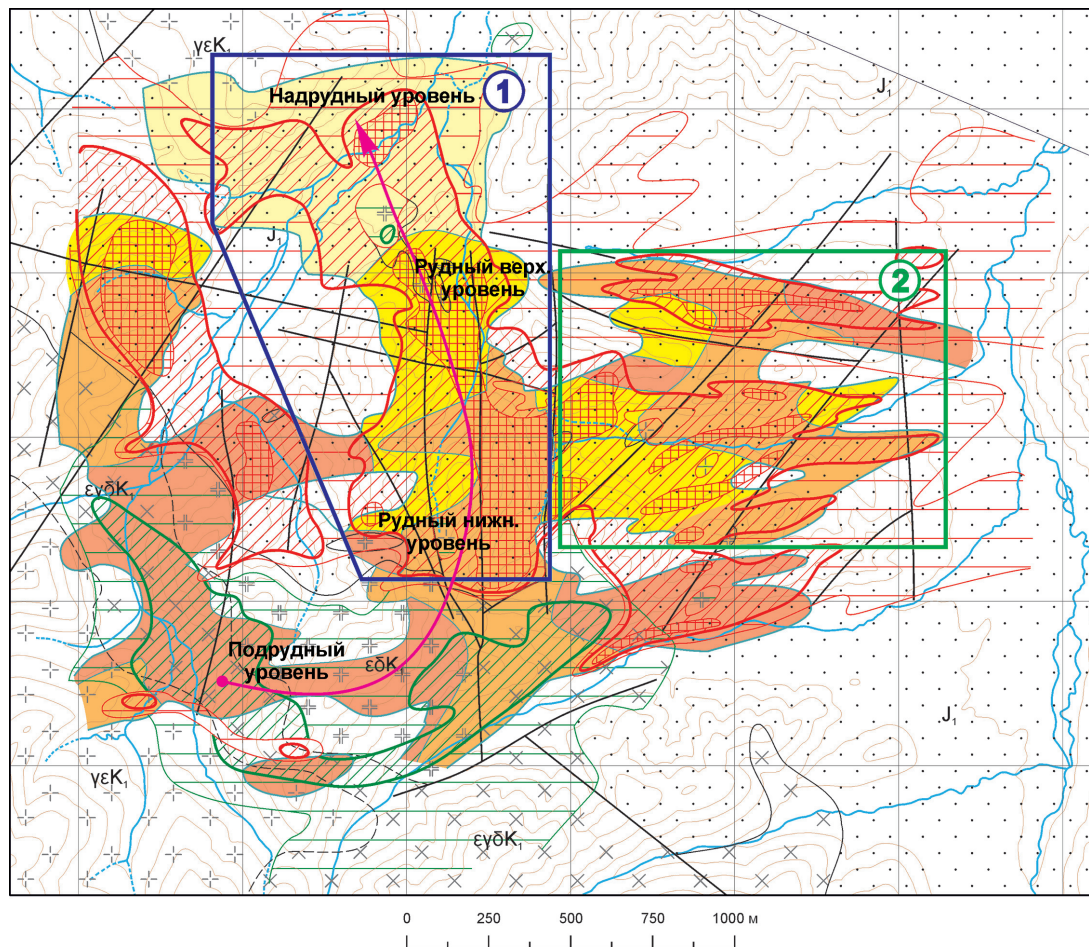 γεK₁
Надрудный уровень
1
J₁
J₁
Рудный верх.
уровень
2
εγδK₁
Рудный нижн.
уровень
Подрудный
уровень
εδK₁
J₁
γεK₁
εγδK₁
0 250 500 750 1000 м